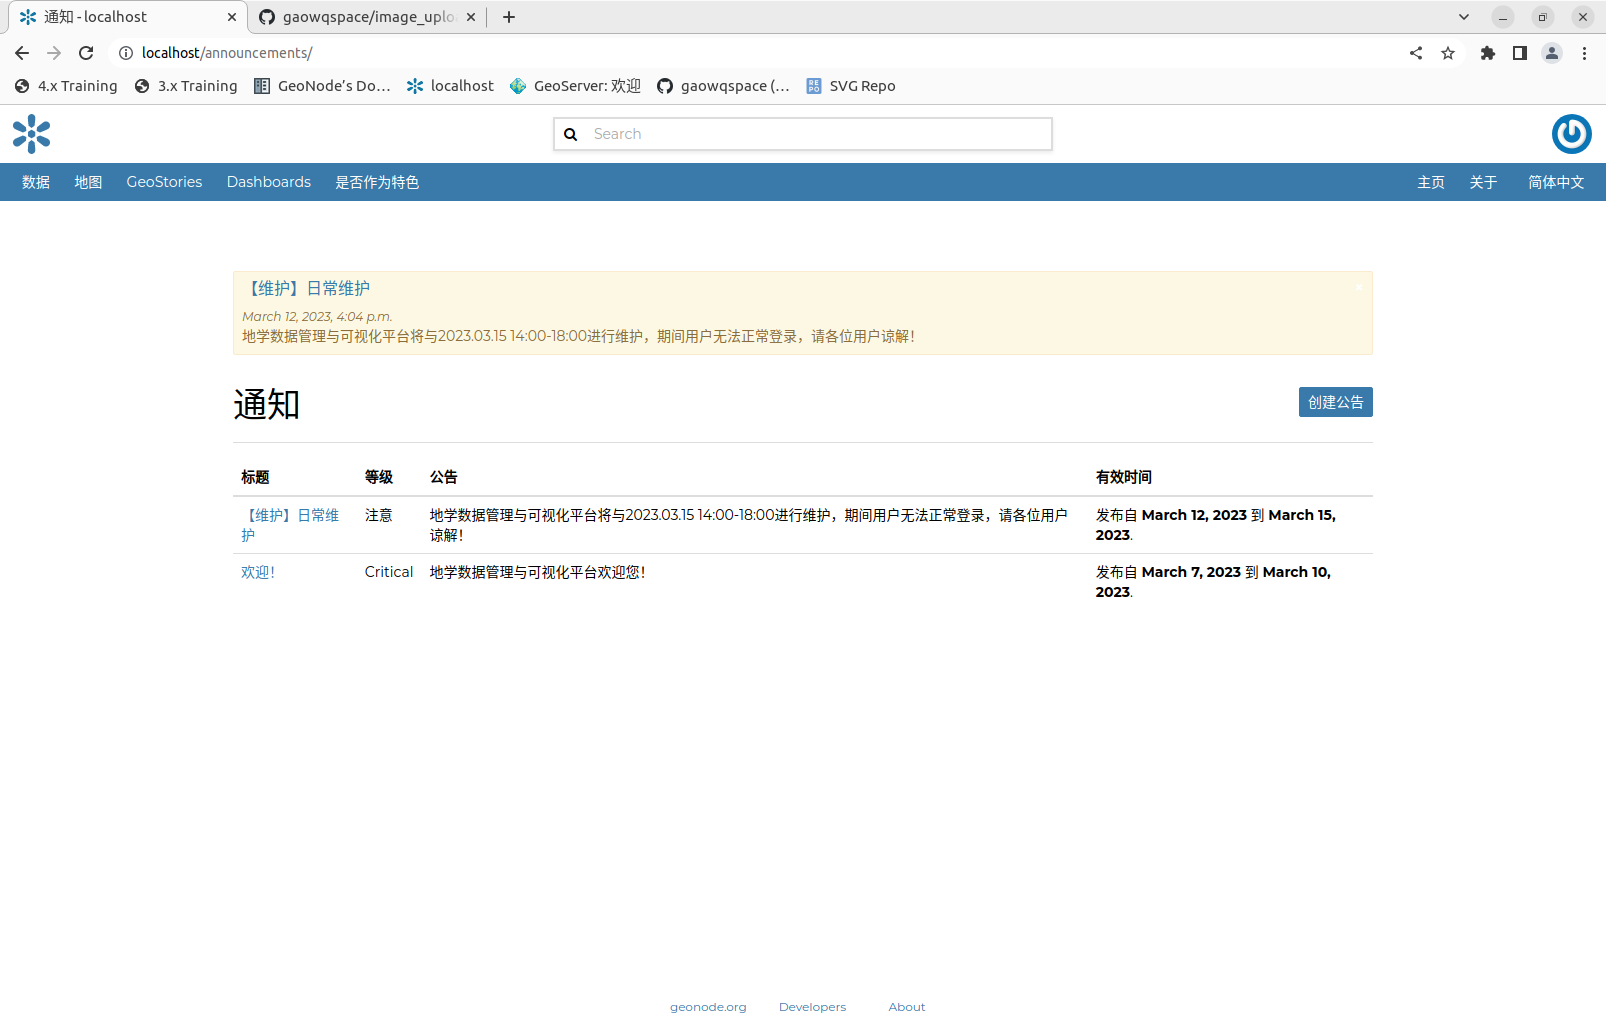 通知 - localhost
gaowqspace/image_uplo
localhost/announcements/
4.x Training 3.x Training GeoNode’s Do… localhost GeoServer: 欢迎 gaowqspace (… SVG Repo
Search
数据 地图 GeoStories Dashboards 是否作为特色 主页 关于 简体中文
【维护】日常维护
March 12, 2023, 4:04 p.m.
地学数据管理与可视化平台将与2023.03.15 14:00-18:00进行维护，期间用户无法正常登录，请各位用户谅解！
通知
创建公告
标题 等级 公告 有效时间
【维护】日常维 注意 地学数据管理与可视化平台将与2023.03.15 14:00-18:00进行维护，期间用户无法正常登录，请各位用户 发布自 March 12, 2023 到 March 15,
护 谅解！ 2023.
欢迎！ Critical 地学数据管理与可视化平台欢迎您！ 发布自 March 7, 2023 到 March 10,
2023.
geonode.org Developers About